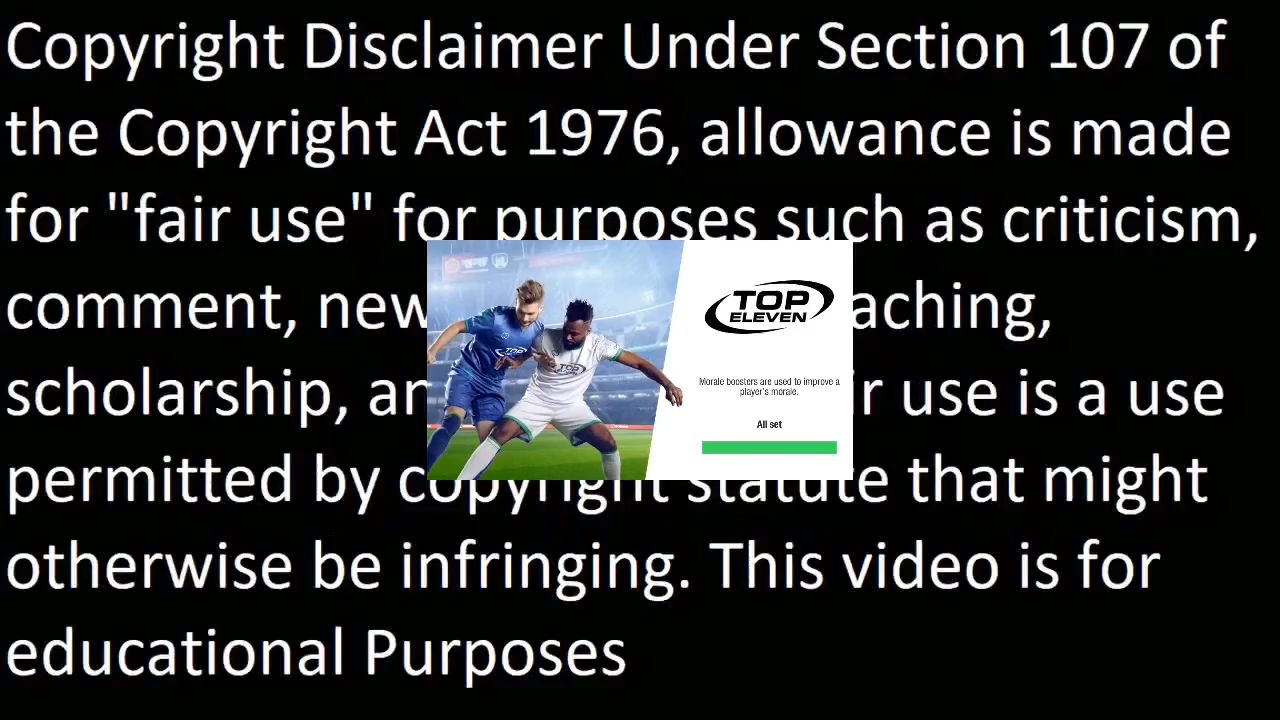 Copyright Disclaimer Under Section 107 of
the Copyright Act 1976, allowance is made
for "fair use" for purposes such as criticism,
comment, new aching,
scholarship, an r use is a use
permitted by copyright statute that might
otherwise be infringing. This video is for
educational Purposes
TOP
ELEVEN
Morale boosters are used to improve a
player's morale.
All set
TOP